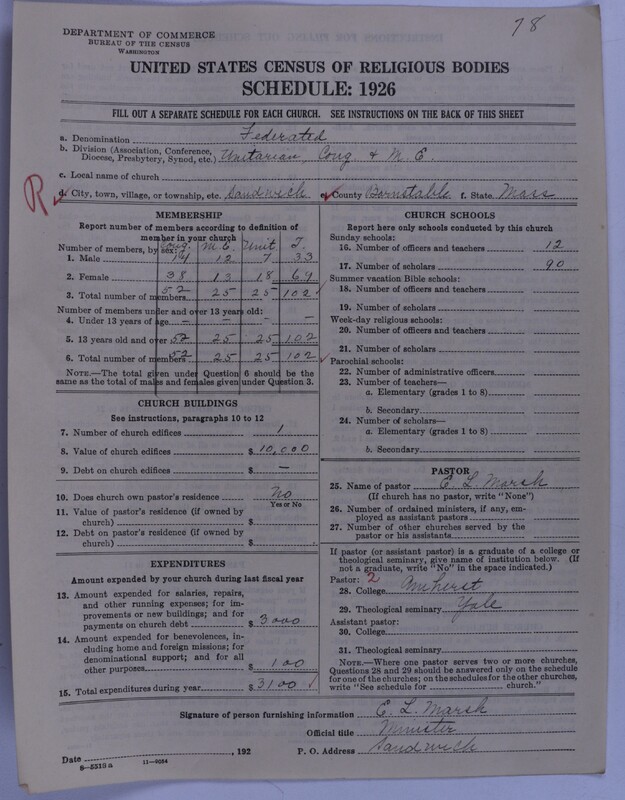 78
DEPARTMENT OF COMMERCE
BUREAU OF THE CENSUS
WASHINGTON
UNITED STATES CENSUS OF RELIGIOUS BODIES
SCHEDULE: 1926
FILL OUT A SEPARATE SCHEDULE FOR EACH CHURCH. SEE INSTRUCTIONS ON THE BACK OF THIS SHEET
a. Denomination Federated
b. Division (Association, Conference,
Diocese, Presbytery, Synod, etc.) Unitarian, Cong. & M. E.
c. Local name of church
R d. City, town, village, or township, etc. Sandwich e. County Barnstable f. State Mass
MEMBERSHIP
Report number of members according to definition of
member in your church
Number of members, by sex: Cong. M. E. Unit T
1. Male 14 12 7 33
2. Female 38 13 18 69
3. Total number of members 52 25 25 102
Number of members under and over 13 years old:
4. Under 13 years of age — — — —
5. 13 years old and over 52 25 25 102
6. Total number of members 52 25 25 102
NOTE.—The total given under Question 6 should be the
same as the total of males and females given under Question 3.
CHURCH BUILDINGS
See instructions, paragraphs 10 to 12
7. Number of church edifices 1
8. Value of church edifices $ 10,000
9. Debt on church edifices $ —
10. Does church own pastor's residence No
Yes or No
11. Value of pastor's residence (if owned by
church) $
12. Debt on pastor's residence (if owned by
church) $
EXPENDITURES
Amount expended by your church during last fiscal year
13. Amount expended for salaries, repairs,
and other running expenses; for im-
provements or new buildings; and for
payments on church debt $ 3000
14. Amount expended for benevolences, in-
cluding home and foreign missions; for
denominational support; and for all
other purposes $ 100
15. Total expenditures during year $ 3100
CHURCH SCHOOLS
Report here only schools conducted by this church
Sunday schools:
16. Number of officers and teachers 12
17. Number of scholars 90
Summer vacation Bible schools:
18. Number of officers and teachers
19. Number of scholars
Week-day religious schools:
20. Number of officers and teachers
21. Number of scholars
Parochial schools:
22. Number of administrative officers
23. Number of teachers—
a. Elementary (grades 1 to 8)
b. Secondary
24. Number of scholars—
a. Elementary (grades 1 to 8)
b. Secondary
PASTOR
25. Name of pastor E. L. Marsh
(If church has no pastor, write "None")
26. Number of ordained ministers, if any, em-
ployed as assistant pastors
27. Number of other churches served by the
pastor or his assistants
If pastor (or assistant pastor) is a graduate of a college or
theological seminary, give name of institution below. (If
not a graduate, write "No" in the space indicated.)
Pastor: 2
28. College Amherst
29. Theological seminary Yale
Assistant pastor:
30. College
31. Theological seminary
NOTE.—Where one pastor serves two or more churches,
Questions 28 and 29 should be answered only on the schedule
for one of the churches; on the schedules for the other churches,
write "See schedule for church."
Signature of person furnishing information E. L. Marsh
Official title Minister
Date , 192 P. O. Address Sandwich
8—5318a 11—9084